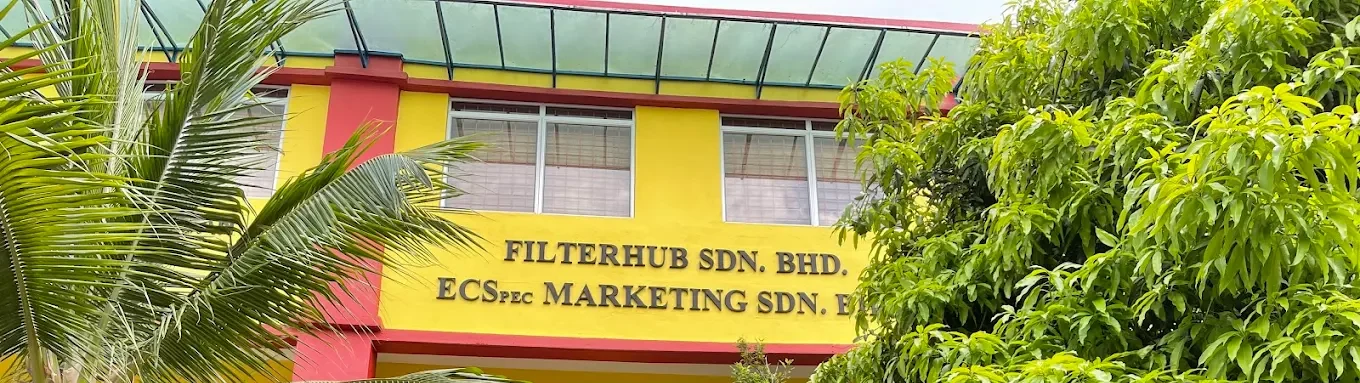 FILTERHUB SDN. BHD.
ECSPEC MARKETING SDN.